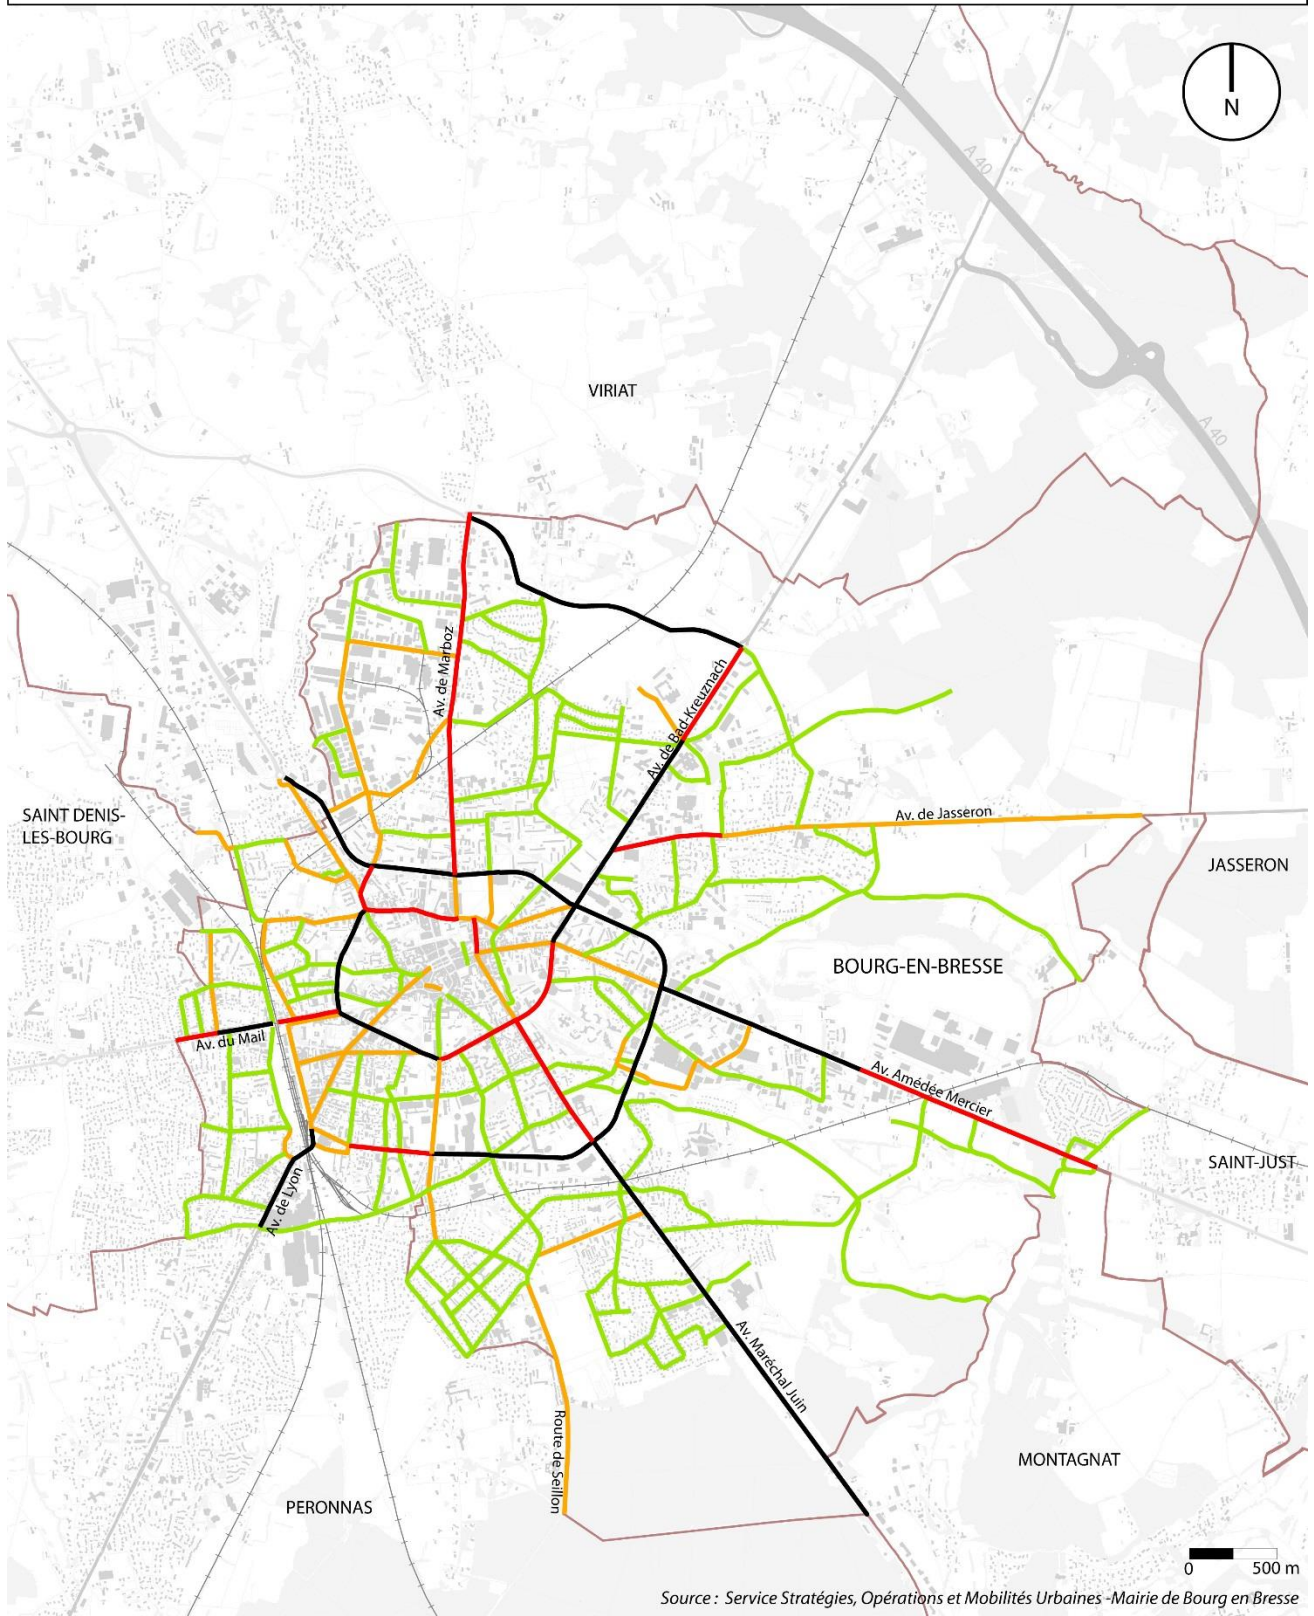 N
A 40
VIRIAT
A 40
Av. de Marboz
Av. de Bad-Kreuznach
SAINT DENIS-
LES-BOURG
Av. de Jasseron
JASSERON
BOURG-EN-BRESSE
Av. du Mail
Av. Amédée Mercier
SAINT-JUST
Av. de Lyon
Av. Maréchal Juin
Route de Seillon
MONTAGNAT
PERONNAS
0 500 m
Source : Service Stratégies, Opérations et Mobilités Urbaines -Mairie de Bourg en Bresse